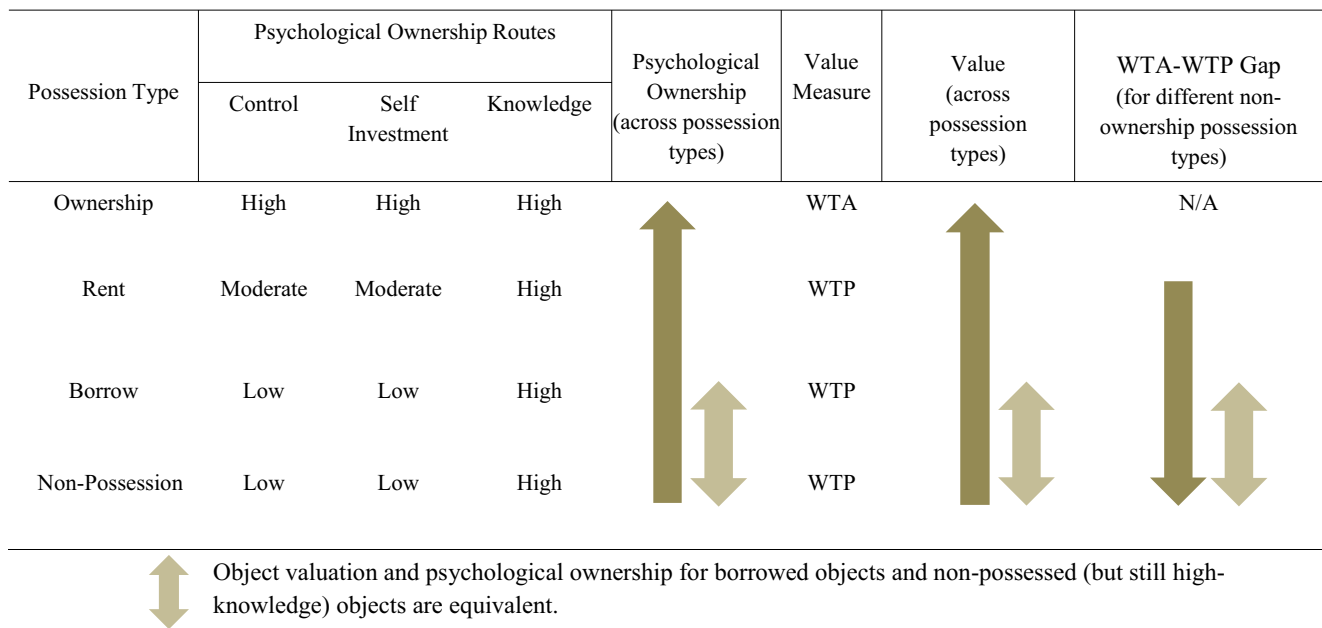 Possession Type
Psychological Ownership Routes
Control
Self
Investment
Knowledge
Psychological
Ownership
(across possession
types)
Value
Measure
Value
(across
possession
types)
WTA-WTP Gap
(for different non-
ownership possession
types)
Ownership High High High WTA N/A
Rent Moderate Moderate High WTP
Borrow Low Low High WTP
Non-Possession Low Low High WTP
Object valuation and psychological ownership for borrowed objects and non-possessed (but still high-
knowledge) objects are equivalent.